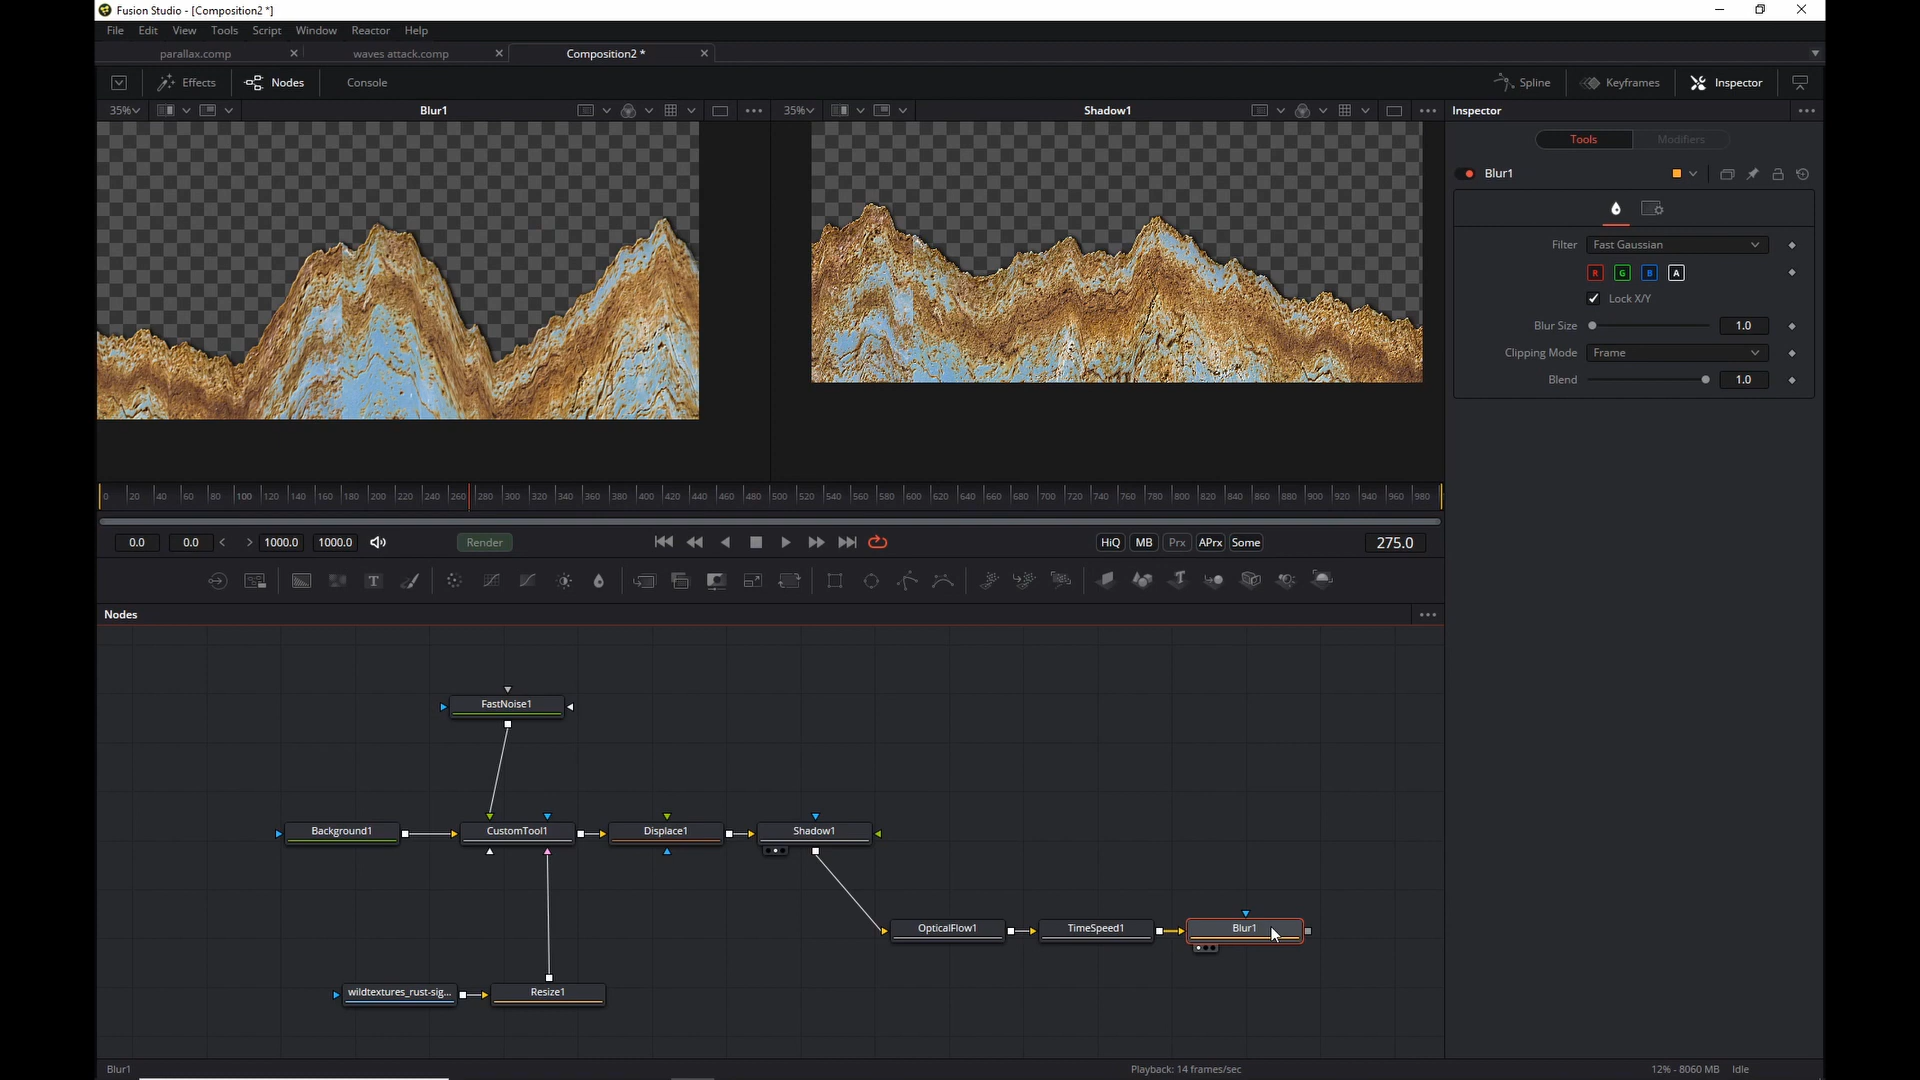 Fusion Studio - [Composition2 *]
File Edit View Tools Script Window Reactor Help
parallax.comp waves attack.comp Composition2 *
Effects Nodes Console Spline Keyframes Inspector
35% Blur1 35% Shadow1 Inspector
Tools Modifiers
Blur1
Filter Fast Gaussian
R G B A
Lock X/Y
Blur Size 1.0
Clipping Mode Frame
Blend 1.0
0 20 40 60 80 100 120 140 160 180 200 220 240 260 280 300 320 340 360 380 400 420 440 460 480 500 520 540 560 580 600 620 640 660 680 700 720 740 760 780 800 820 840 860 880 900 920 940 960 980
0.0 0.0 < > 1000.0 1000.0 Render HiQ MB Prx APrx Some 275.0
T T
Nodes
FastNoise1
Background1 CustomTool1 Displace1 Shadow1
OpticalFlow1 TimeSpeed1 Blur1
wildtextures_rust-sig... Resize1
Blur1 Playback: 14 frames/sec 12% - 8060 MB Idle